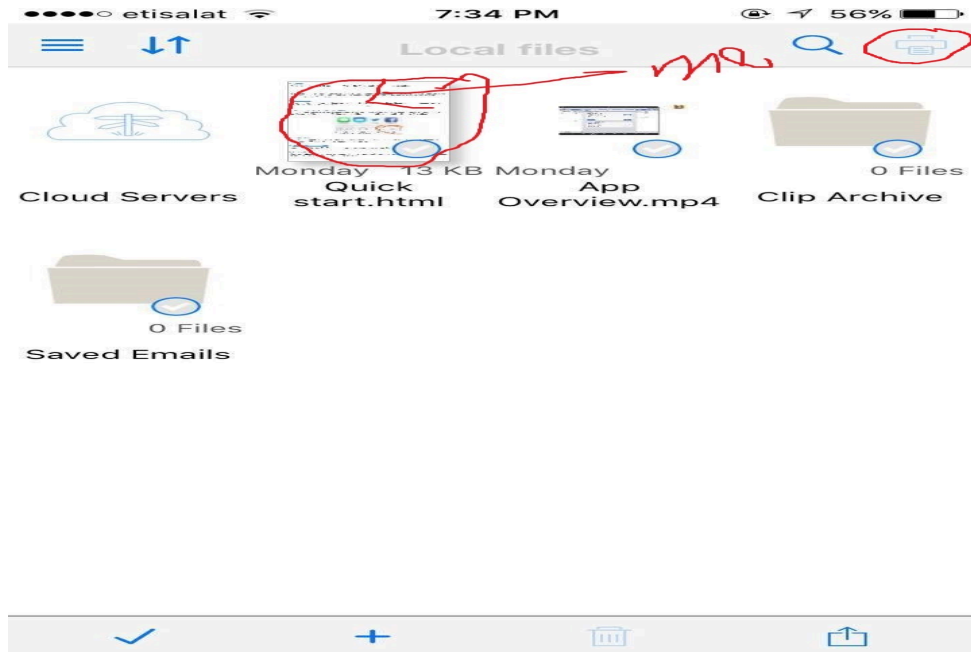 etisalat 7:34 PM 56%
Local files
me
Monday 13 KB Monday 0 Files
Cloud Servers Quick start.html App Overview.mp4 Clip Archive
0 Files
Saved Emails